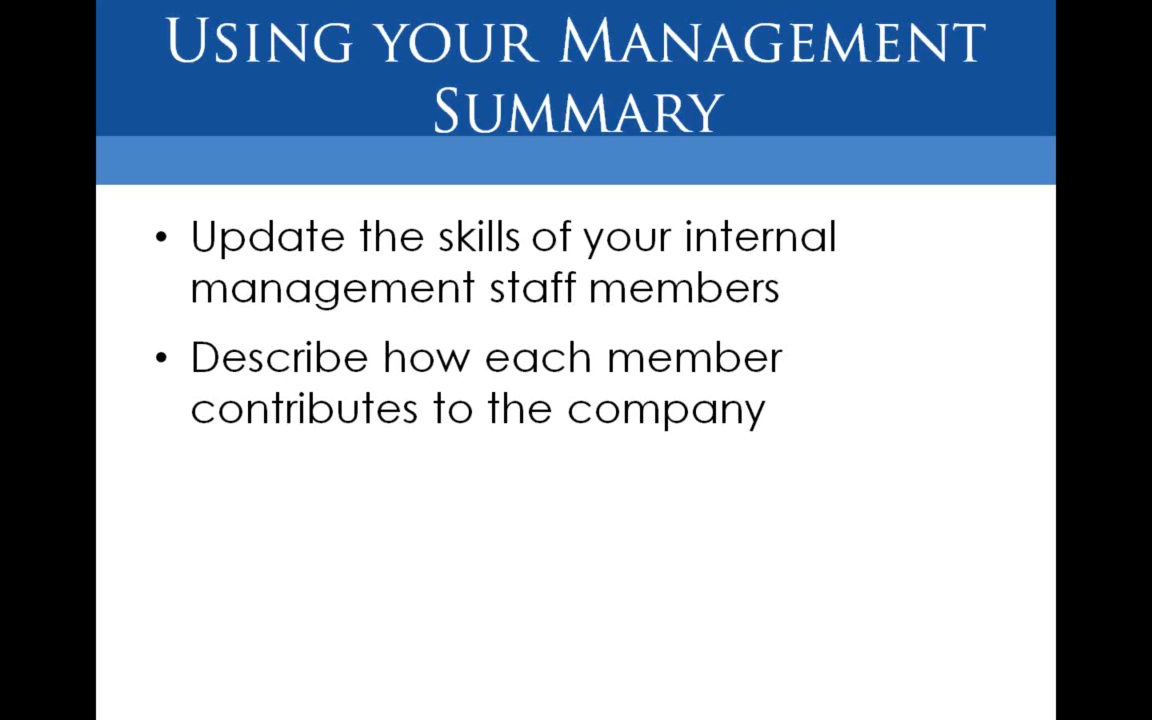 Using your Management
Summary
• Update the skills of your internal
management staff members
• Describe how each member
contributes to the company